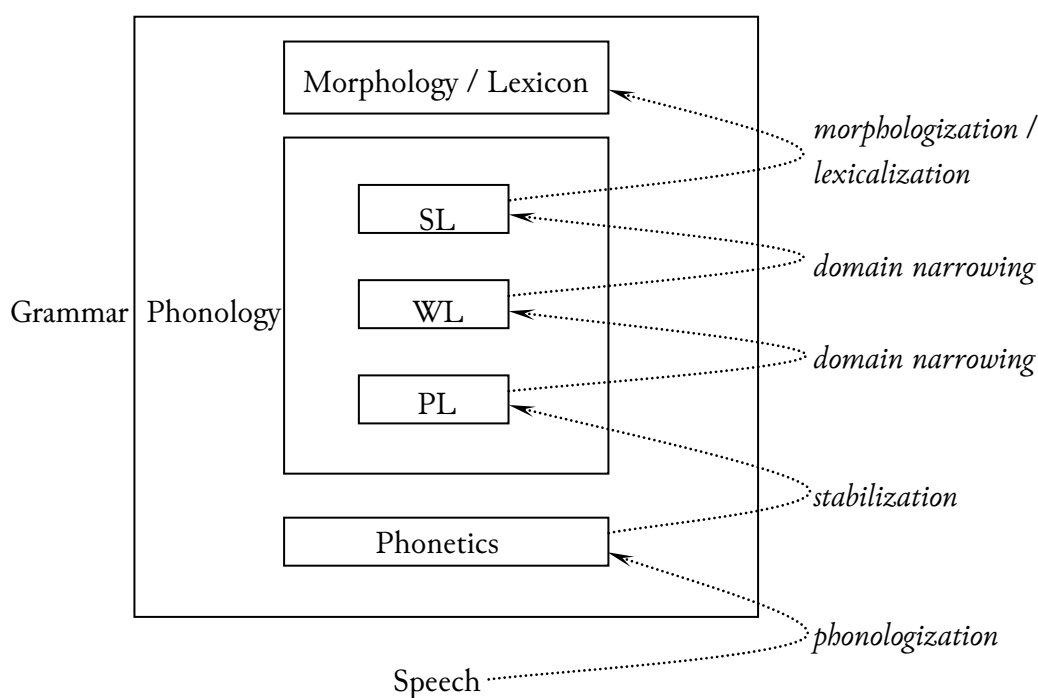 Morphology / Lexicon
morphologization /
lexicalization
SL
domain narrowing
Grammar
Phonology
WL
domain narrowing
PL
stabilization
Phonetics
phonologization
Speech